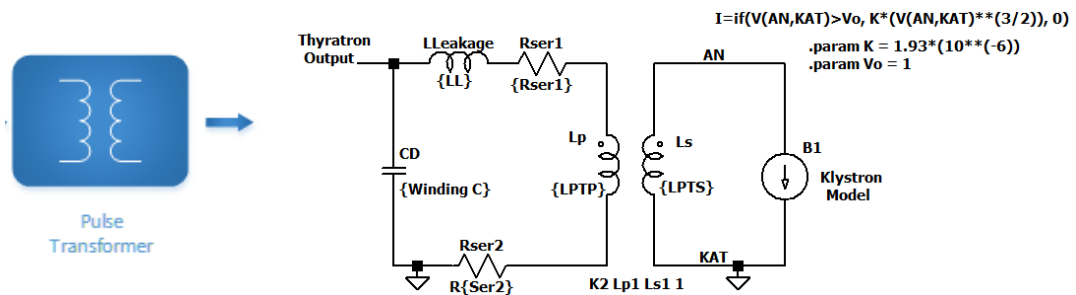 I=if(V(AN,KAT)>Vo, K*(V(AN,KAT)**(3/2)), 0)
.param K = 1.93*(10**(-6))
.param Vo = 1
Thyratron
Output
LLeakage
{LL}
Rser1
{Rser1}
AN
Lp
{LPTP}
Ls
{LPTS}
CD
{Winding C}
B1
Klystron
Model
Rser2
R{Ser2}
KAT
K2 Lp1 Ls1 1
Pulse
Transformer